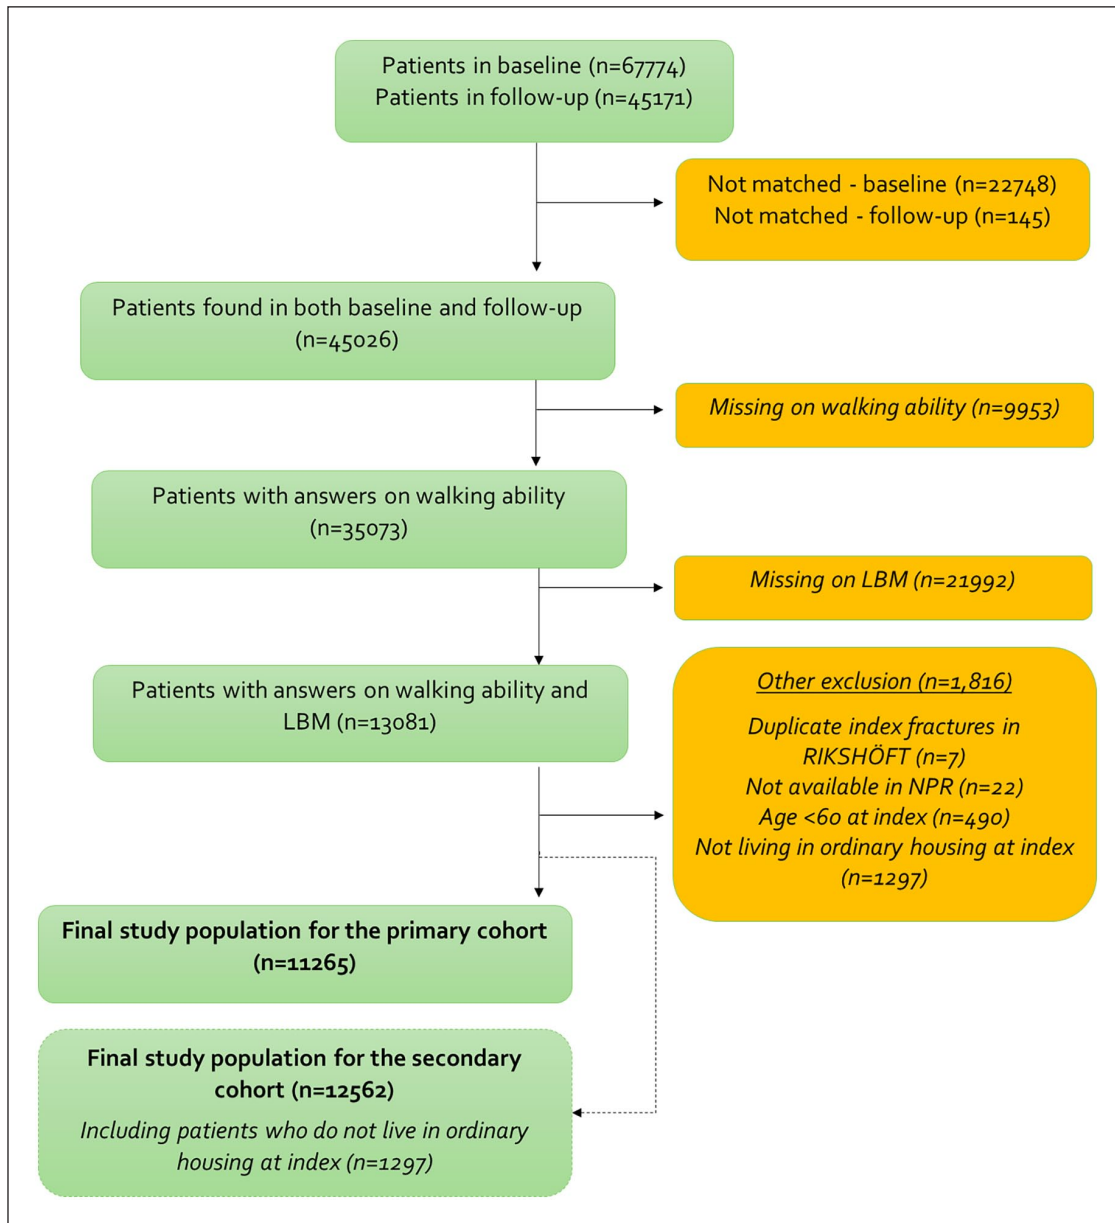 Patients in baseline (n=67774)
Patients in follow-up (n=45171)
Not matched - baseline (n=22748)
Not matched - follow-up (n=145)
Patients found in both baseline and follow-up
(n=45026)
Missing on walking ability (n=9953)
Patients with answers on walking ability
(n=35073)
Missing on LBM (n=21992)
Patients with answers on walking ability and
LBM (n=13081)
Other exclusion (n=1,816)
Duplicate index fractures in
RIKSHÖFT (n=7)
Not available in NPR (n=22)
Age <60 at index (n=490)
Not living in ordinary housing at index
(n=1297)
Final study population for the primary cohort
(n=11265)
Final study population for the secondary
cohort (n=12562)
Including patients who do not live in ordinary
housing at index (n=1297)